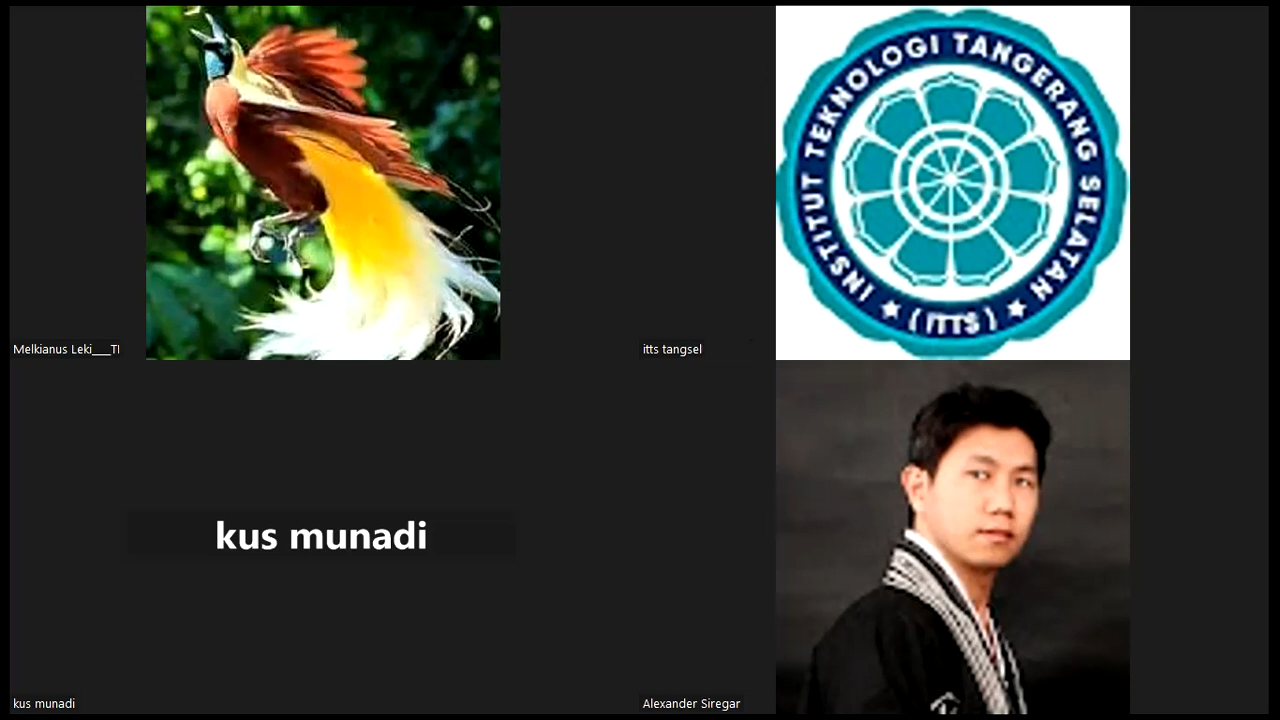 INSTITUT TEKNOLOGI TANGERANG SELATAN
( ITTS )
Melkianus Leki___TI
itts tangsel
kus munadi
kus munadi
Alexander Siregar